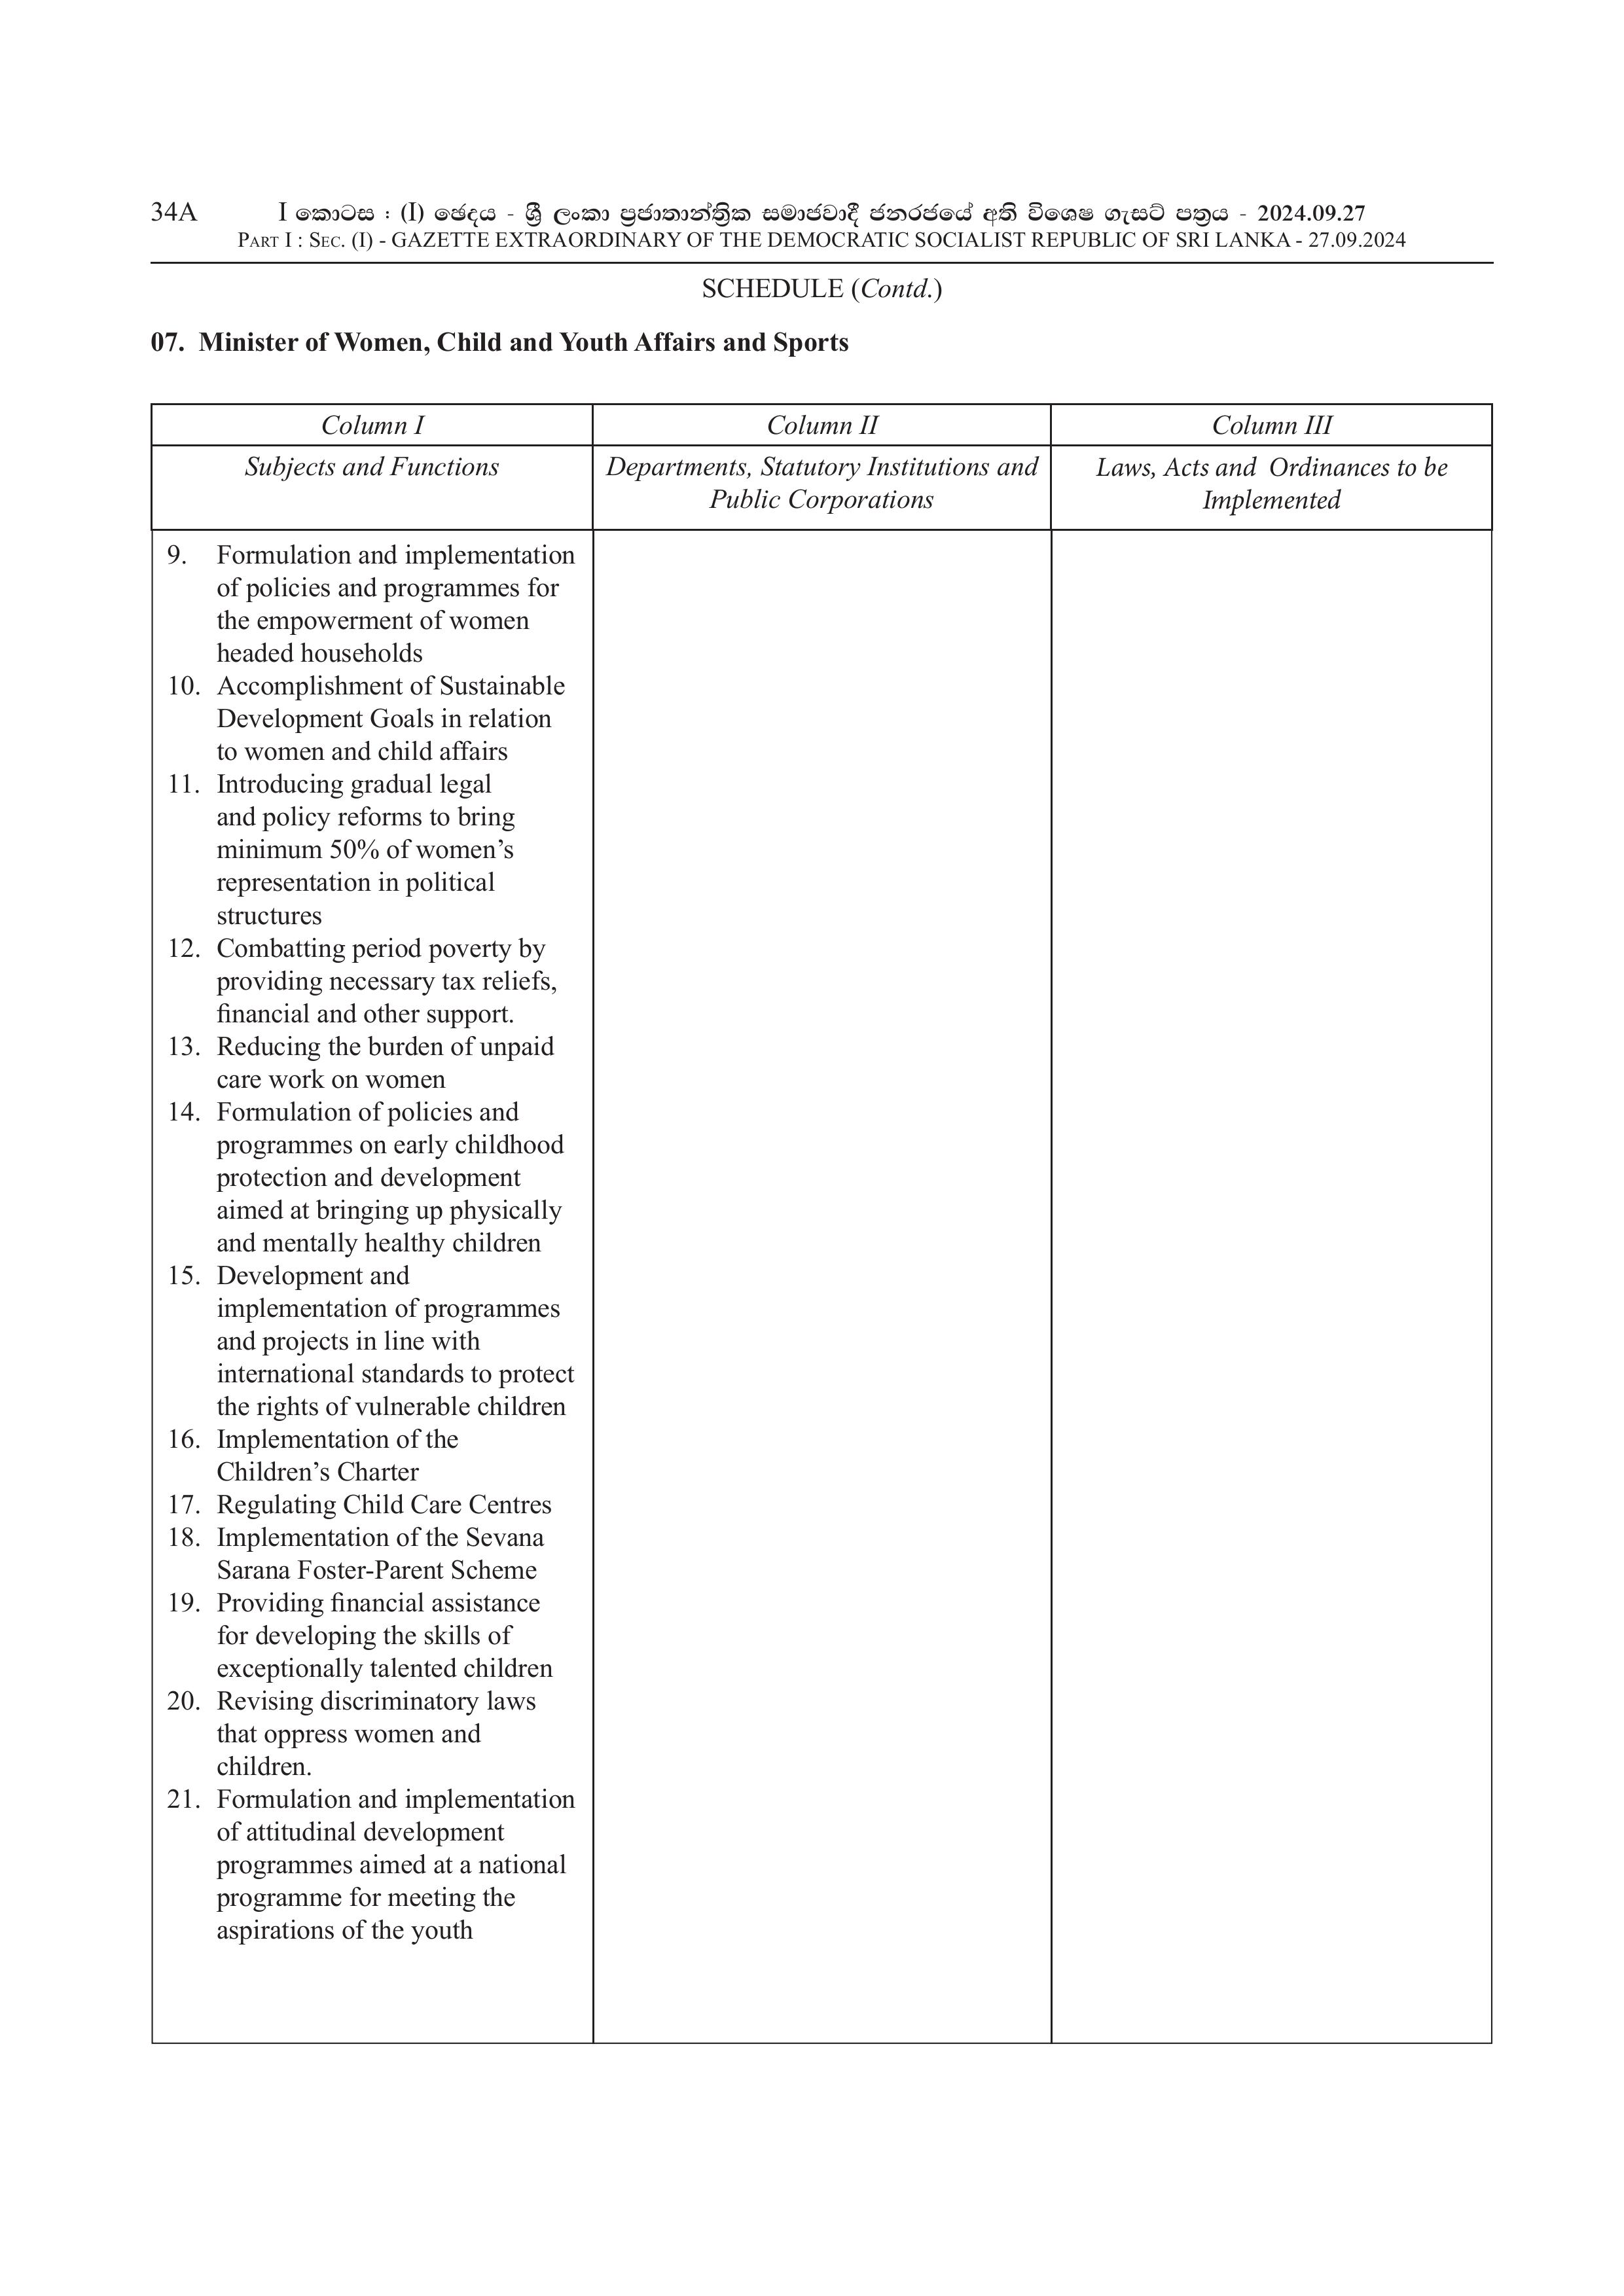 34A I කොටස : (I) ඡෙදය - ශ්‍රී ලංකා ප්‍රජාතාන්ත්‍රික සමාජවාදී ජනරජයේ අති විශෙෂ ගැසට් පත්‍රය - 2024.09.27
PART I : SEC. (I) - GAZETTE EXTRAORDINARY OF THE DEMOCRATIC SOCIALIST REPUBLIC OF SRI LANKA - 27.09.2024
SCHEDULE (Contd.)
07. Minister of Women, Child and Youth Affairs and Sports
Column I
Column II
Column III
Subjects and Functions
Departments, Statutory Institutions and
Public Corporations
Laws, Acts and Ordinances to be
Implemented
9. Formulation and implementation
of policies and programmes for
the empowerment of women
headed households
10. Accomplishment of Sustainable
Development Goals in relation
to women and child affairs
11. Introducing gradual legal
and policy reforms to bring
minimum 50% of women’s
representation in political
structures
12. Combatting period poverty by
providing necessary tax reliefs,
financial and other support.
13. Reducing the burden of unpaid
care work on women
14. Formulation of policies and
programmes on early childhood
protection and development
aimed at bringing up physically
and mentally healthy children
15. Development and
implementation of programmes
and projects in line with
international standards to protect
the rights of vulnerable children
16. Implementation of the
Children’s Charter
17. Regulating Child Care Centres
18. Implementation of the Sevana
Sarana Foster-Parent Scheme
19. Providing financial assistance
for developing the skills of
exceptionally talented children
20. Revising discriminatory laws
that oppress women and
children.
21. Formulation and implementation
of attitudinal development
programmes aimed at a national
programme for meeting the
aspirations of the youth